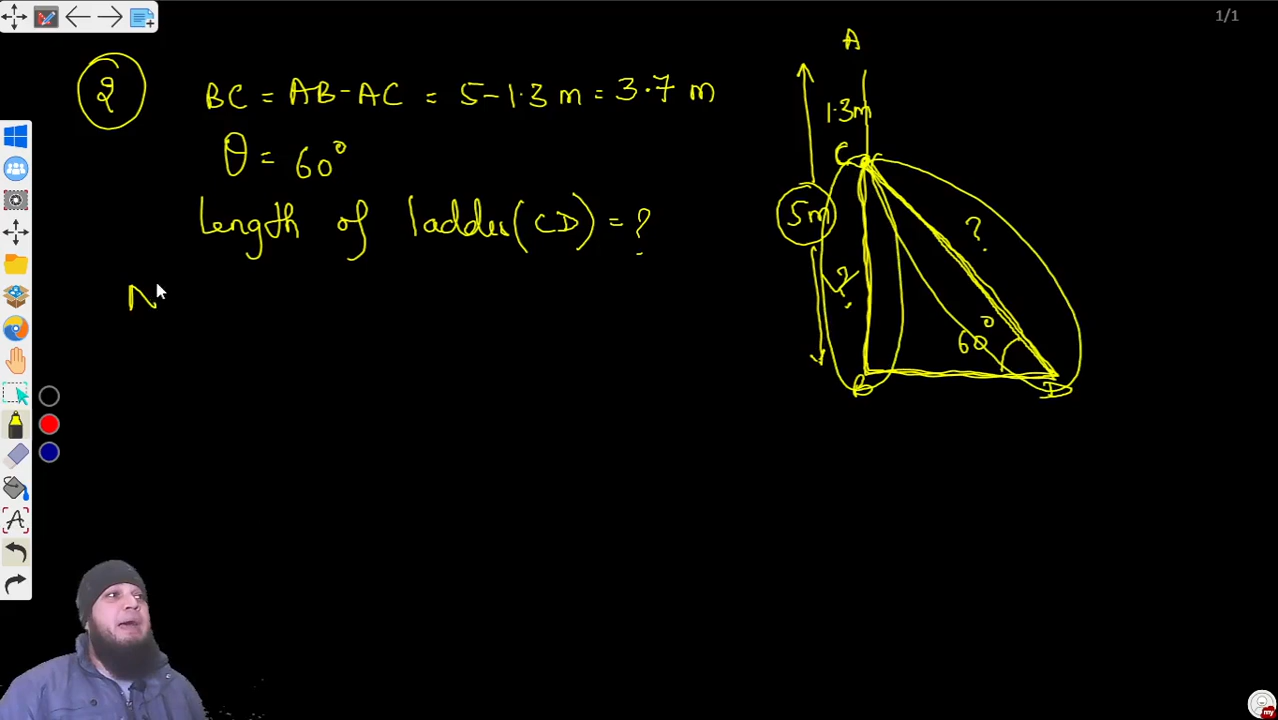 1/1
2
BC = AB-AC = 5-1.3 m = 3.7 m
θ = 60°
Length of ladder(CD) = ?
N
A
1.3m
C
5m
?
?
60°
B
D